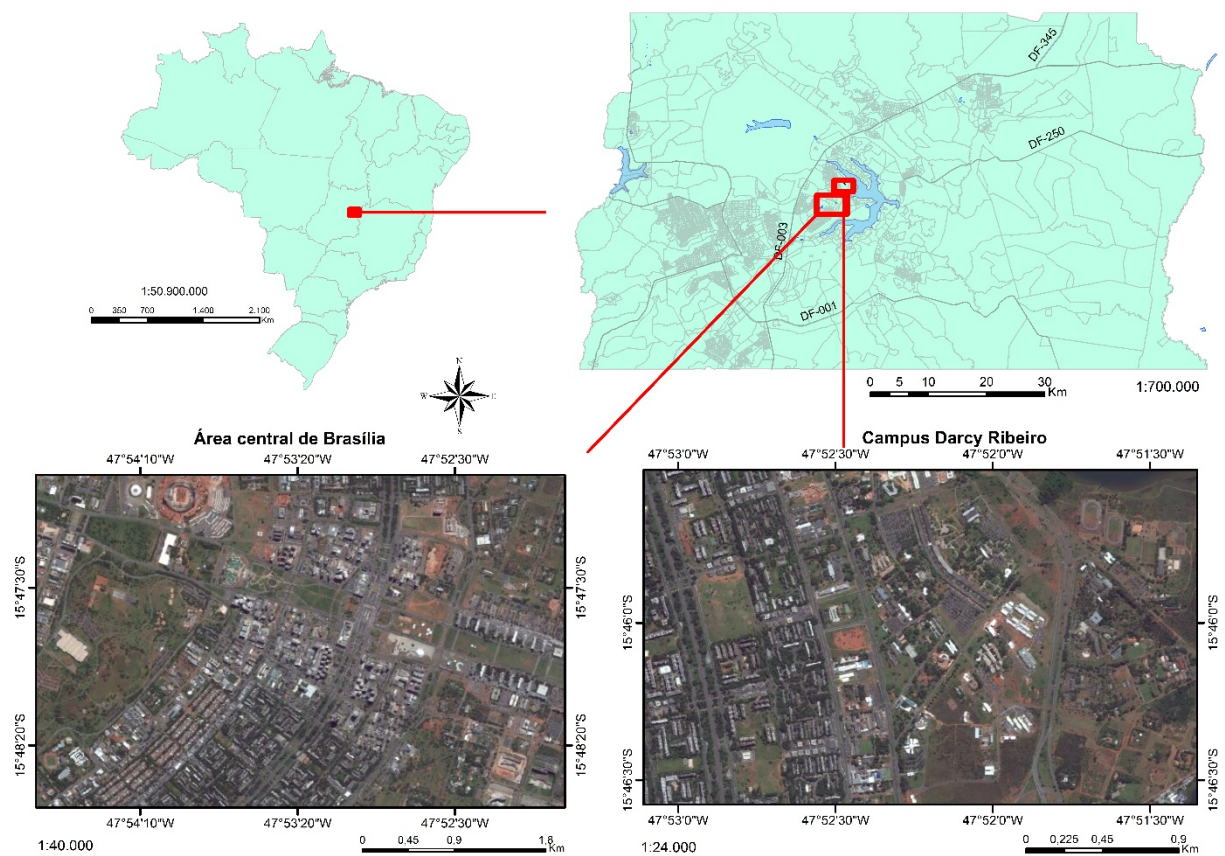 1:50.900.000
0 350 700 1.400 2.100
Km
N
W E
S
DF-345
DF-250
DF-003
DF-001
0 5 10 20 30
Km
1:700.000
Área central de Brasília
47°54'10"W 47°53'20"W 47°52'30"W
15°47'30"S 15°47'30"S
15°48'20"S 15°48'20"S
47°54'10"W 47°53'20"W 47°52'30"W
1:40.000
0 0,45 0,9 1,8
Km
Campus Darcy Ribeiro
47°53'0"W 47°52'30"W 47°52'0"W 47°51'30"W
15°46'0"S 15°46'0"S
15°46'30"S 15°46'30"S
47°53'0"W 47°52'30"W 47°52'0"W 47°51'30"W
1:24.000
0 0,225 0,45 0,9
Km